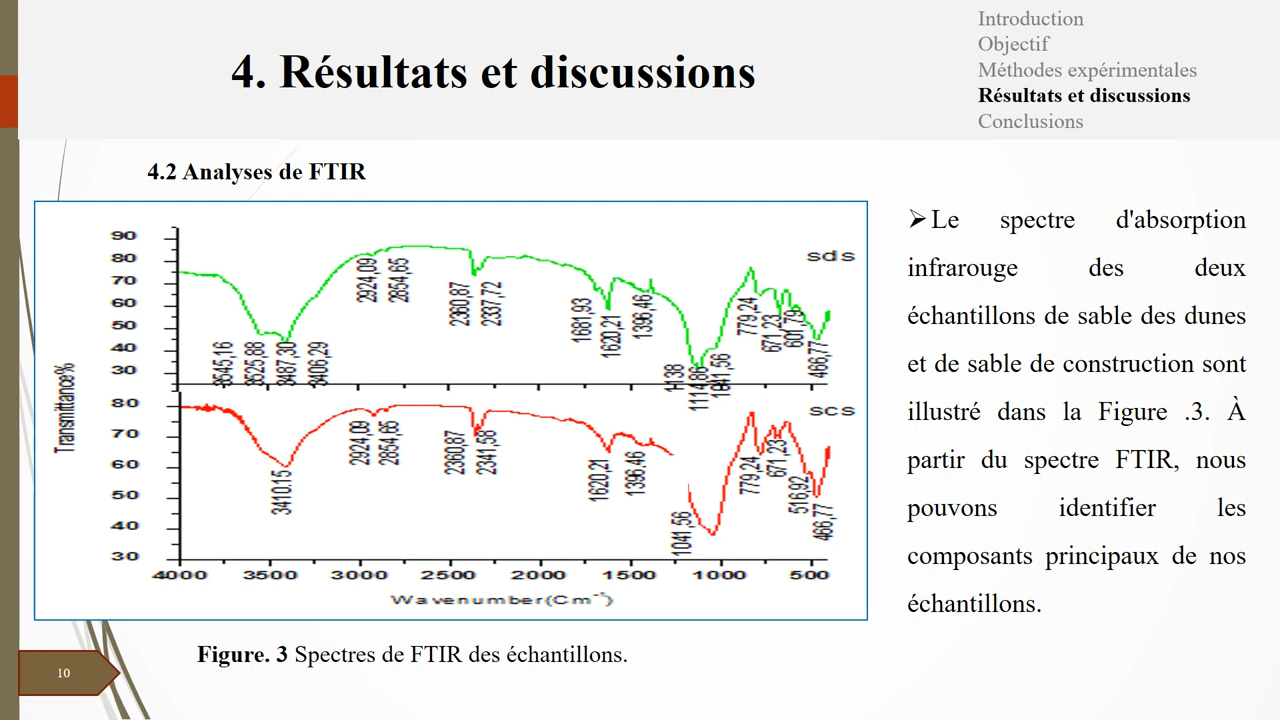 Introduction
Objectif
Méthodes expérimentales
Résultats et discussions
Conclusions
4. Résultats et discussions
4.2 Analyses de FTIR
90
80
70
60
50
40
30
sds
2924,09
2854,65
2360,87
2337,72
1681,93
1620,21
1396,46
779,24
671,23
601,79
466,77
3545,16
3525,88
3487,30
3406,29
1138
1114,86
1041,56
Transmittance%
80
70
60
50
40
30
scs
2924,09
2854,65
2360,87
2341,58
1620,21
1396.46
779,24
671,23
516,92
466,77
3410.15
1041,56
4000 3500 3000 2500 2000 1500 1000 500
Wavenumber(Cm⁻¹)
Figure. 3 Spectres de FTIR des échantillons.
➢Le spectre d'absorption
infrarouge des deux
échantillons de sable des dunes
et de sable de construction sont
illustré dans la Figure .3. À
partir du spectre FTIR, nous
pouvons identifier les
composants principaux de nos
échantillons.
10